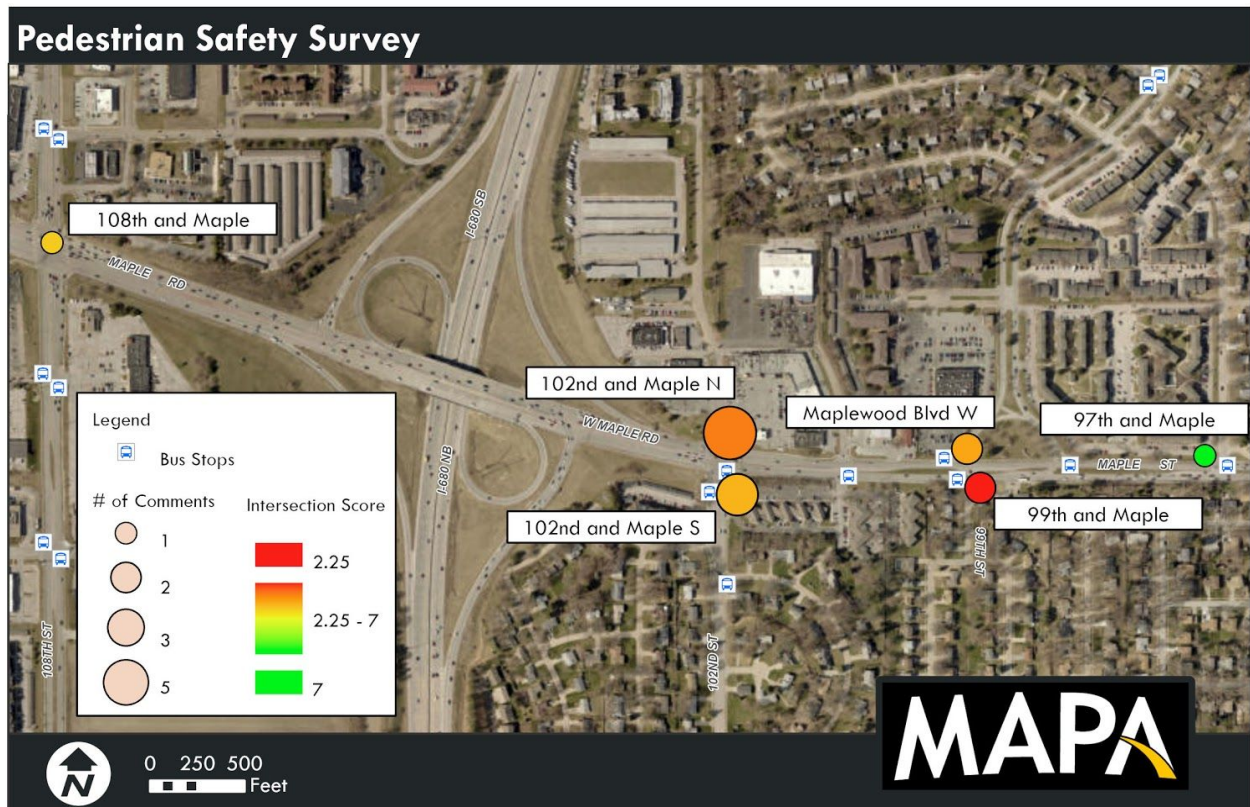 Pedestrian Safety Survey
108th and Maple
MAPLE RD
I-680 SB
102nd and Maple N
Maplewood Blvd W
97th and Maple
W MAPLE RD
MAPLE ST
I-680 NB
102nd and Maple S
99th and Maple
99TH ST
108TH ST
102ND ST
Legend
Bus Stops
# of Comments
1
2
3
5
Intersection Score
2.25
2.25 - 7
7
N
0 250 500
Feet
MAPA